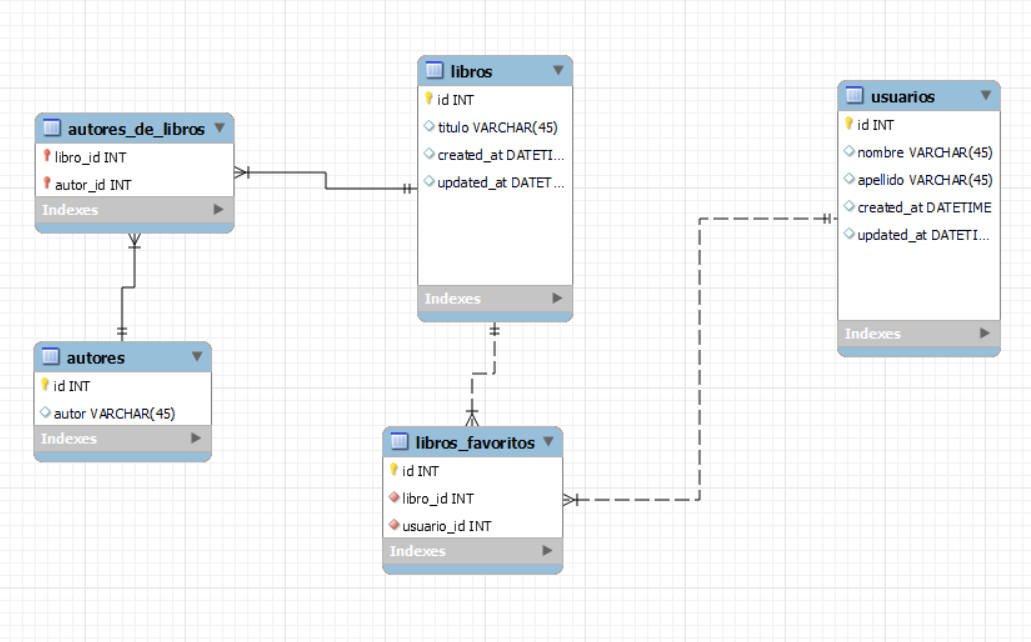 libros
id INT
titulo VARCHAR(45)
created_at DATETI...
updated_at DATET...
Indexes
usuarios
id INT
nombre VARCHAR(45)
apellido VARCHAR(45)
created_at DATETIME
updated_at DATETI...
Indexes
autores_de_libros
libro_id INT
autor_id INT
Indexes
autores
id INT
autor VARCHAR(45)
Indexes
libros_favoritos
id INT
libro_id INT
usuario_id INT
Indexes